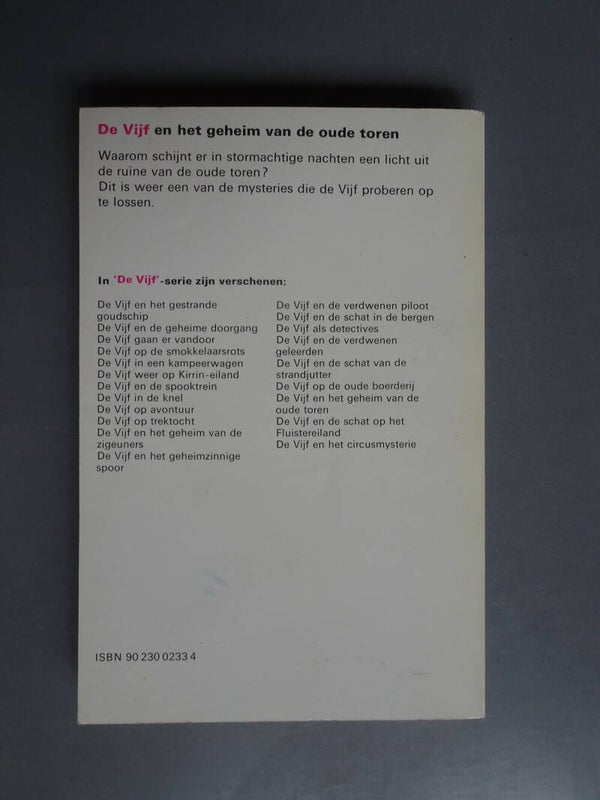 De Vijf en het geheim van de oude toren
Waarom schijnt er in stormachtige nachten een licht uit
de ruïne van de oude toren?
Dit is weer een van de mysteries die de Vijf proberen op
te lossen.
In 'De Vijf'-serie zijn verschenen:
De Vijf en het gestrande
goudschip
De Vijf en de geheime doorgang
De Vijf gaan er vandoor
De Vijf op de smokkelaarsrots
De Vijf in een kampeerwagen
De Vijf weer op Kirrin-eiland
De Vijf en de spooktrein
De Vijf in de knel
De Vijf op avontuur
De Vijf op trektocht
De Vijf en het geheim van de
zigeuners
De Vijf en het geheimzinnige
spoor
De Vijf en de verdwenen piloot
De Vijf en de schat in de bergen
De Vijf als detectives
De Vijf en de verdwenen
geleerden
De Vijf en de schat van de
strandjutter
De Vijf op de oude boerderij
De Vijf en het geheim van de
oude toren
De Vijf en de schat op het
Fluistereiland
De Vijf en het circusmysterie
ISBN 90 230 0233 4